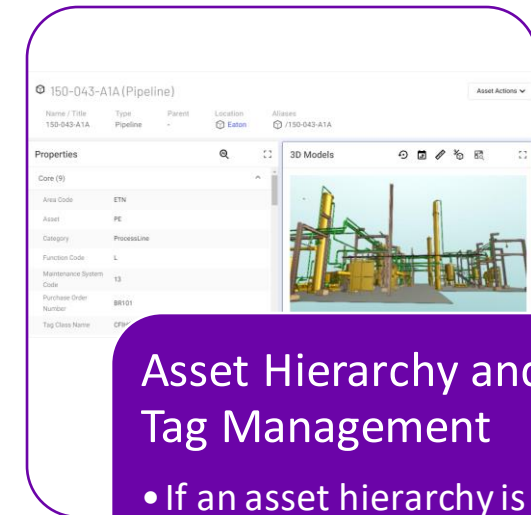 150-043-A1A (Pipeline)
Asset Actions
Name / Title Type Parent Location Aliases
150-043-A1A Pipeline - Eaton /150-043-A1A
Properties
3D Models
Core (9)
Area Code ETN
Asset PE
Category ProcessLine
Function Code L
Maintenance System Code 13
Purchase Order Number BR101
Tag Class Name
Asset Hierarchy and
Tag Management
• If an asset hierarchy is